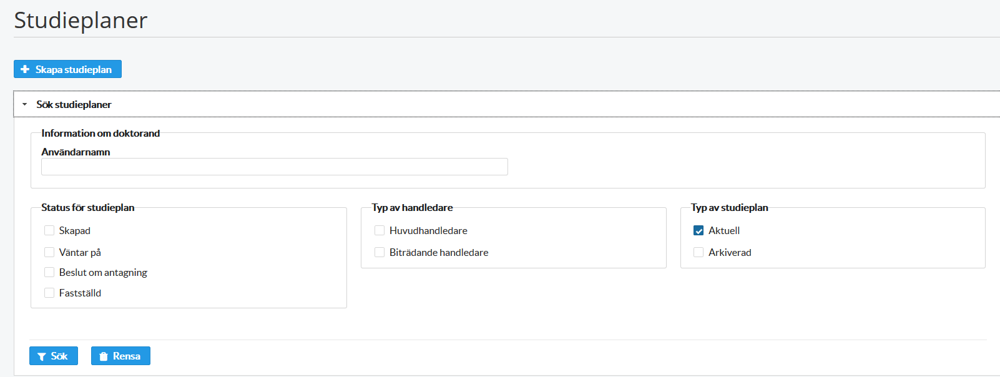 Studieplaner
Skapa studieplan
Sök studieplaner
Information om doktorand
Användarnamn
Status för studieplan
Skapad
Väntar på
Beslut om antagning
Fastställd
Typ av handledare
Huvudhandledare
Biträdande handledare
Typ av studieplan
Aktuell
Arkiverad
Sök
Rensa